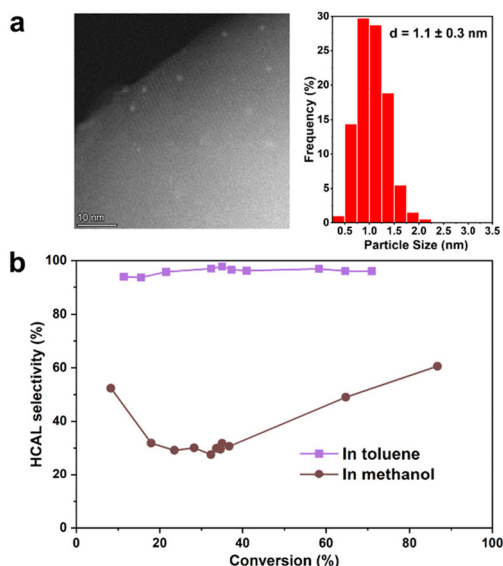 a
10 nm
d = 1.1 ± 0.3 nm
Frequency (%)
30
25
20
15
10
5
0
0.5 1.0 1.5 2.0 2.5 3.0 3.5
Particle Size (nm)
b
HCAL selectivity (%)
100
80
60
40
20
0
In toluene
In methanol
0 20 40 60 80 100
Conversion (%)